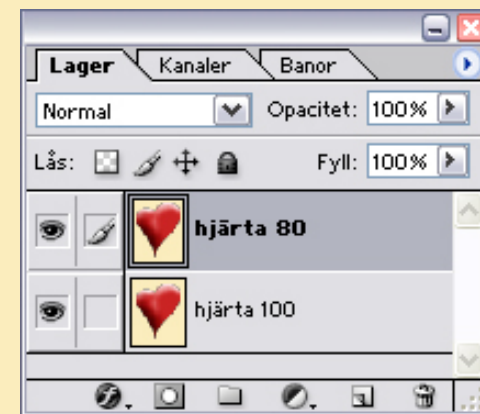 Lager Kanaler Banor
Normal Opacitet: 100%
Lås: Fyll: 100%
hjärta 80
hjärta 100